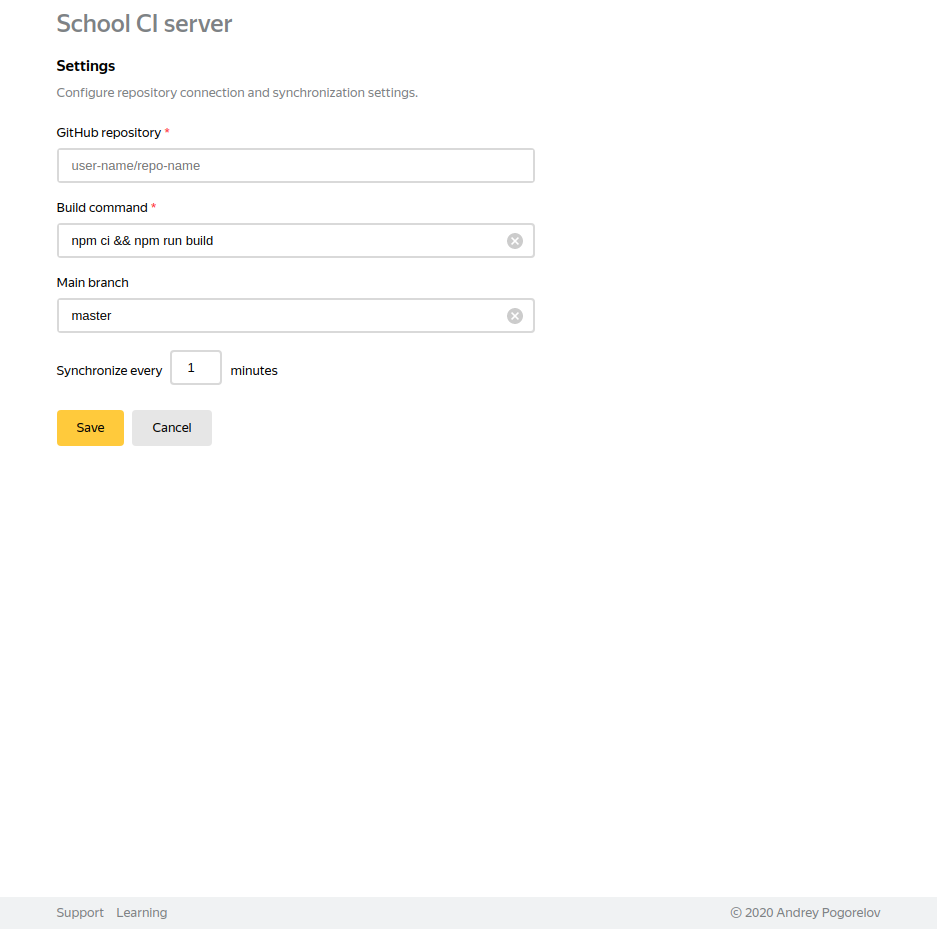 School CI server
Settings
Configure repository connection and synchronization settings.
GitHub repository *
user-name/repo-name
Build command *
npm ci && npm run build
Main branch
master
Synchronize every 1 minutes
Save Cancel
Support Learning © 2020 Andrey Pogorelov